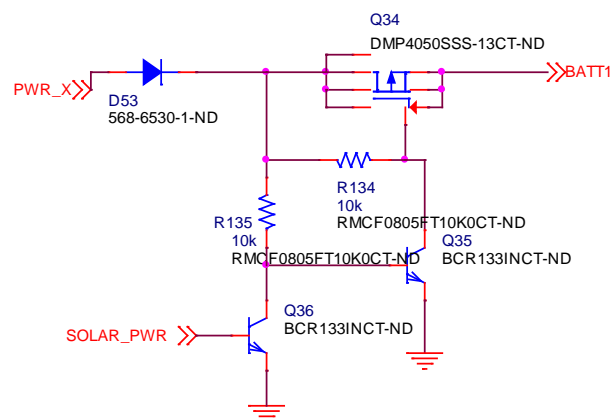 Q34
DMP4050SSS-13CT-ND
PWR_X
BATT1
D53
568-6530-1-ND
R134
10k
RMCF0805FT10K0CT-ND
R135
10k
RMCF0805FT10K0CT-ND
Q35
BCR133INCT-ND
Q36
BCR133INCT-ND
SOLAR_PWR